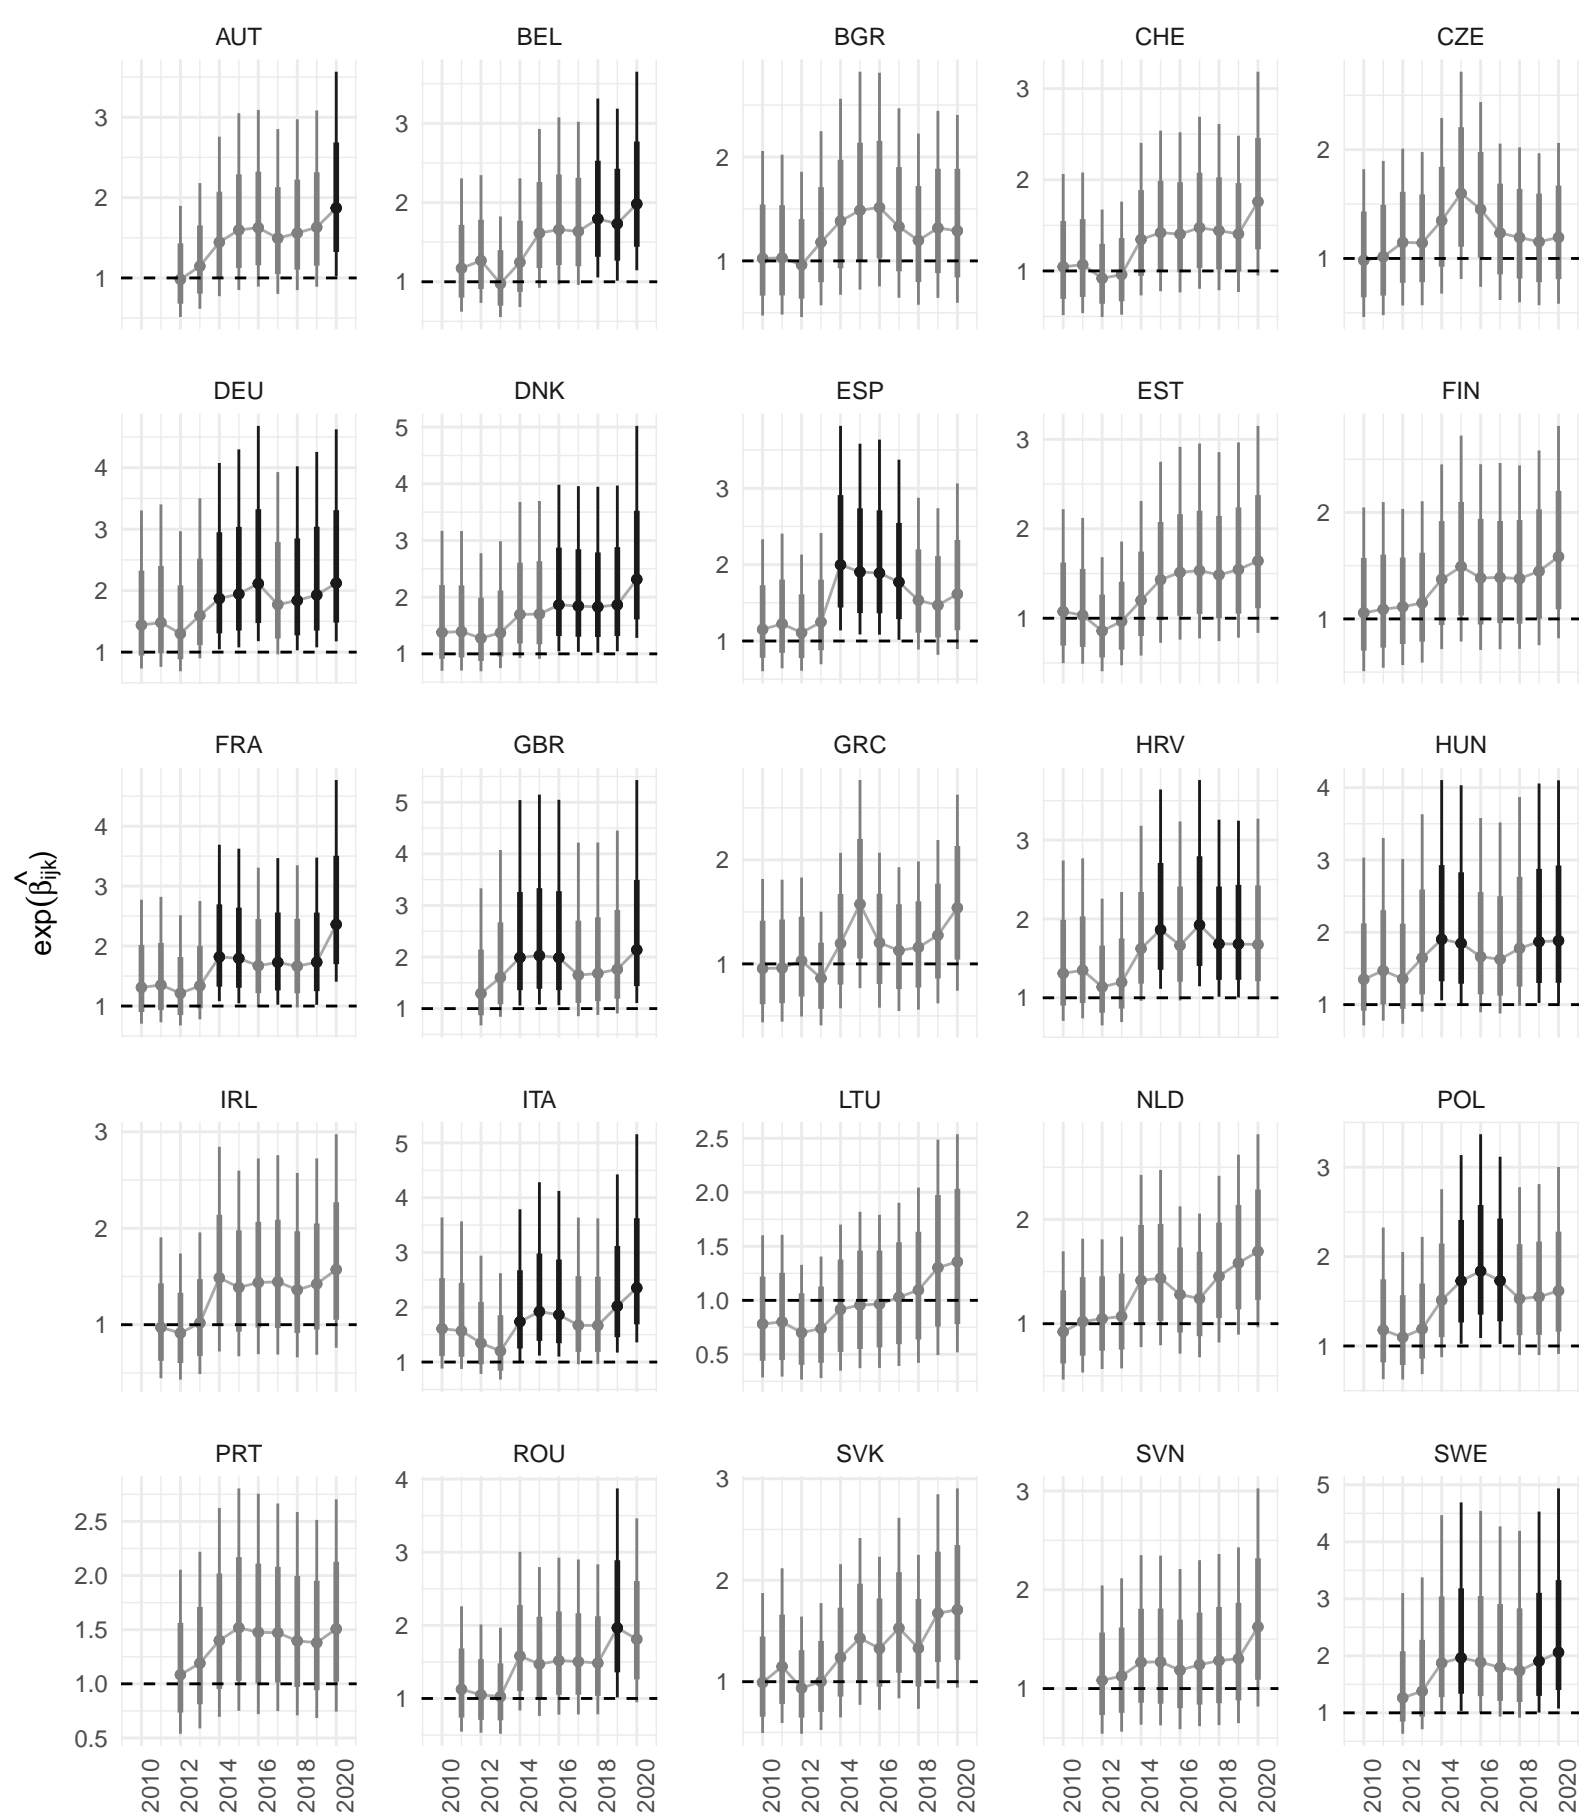 AUT BEL BGR CHE CZE
3 2 1
3 2 1
2 1
3 2 1
2 1
DEU DNK ESP EST FIN
4 3 2 1
5 4 3 2 1
3 2 1
3 2 1
2 1
FRA GBR GRC HRV HUN
4 3 2 1
5 4 3 2 1
2 1
3 2 1
4 3 2 1
exp(β̂ijk)
IRL ITA LTU NLD POL
3 2 1
5 4 3 2 1
2.5 2.0 1.5 1.0 0.5
2 1
3 2 1
PRT ROU SVK SVN SWE
2.5 2.0 1.5 1.0 0.5
4 3 2 1
3 2 1
3 2 1
5 4 3 2 1
2010 2012 2014 2016 2018 2020
2010 2012 2014 2016 2018 2020
2010 2012 2014 2016 2018 2020
2010 2012 2014 2016 2018 2020
2010 2012 2014 2016 2018 2020